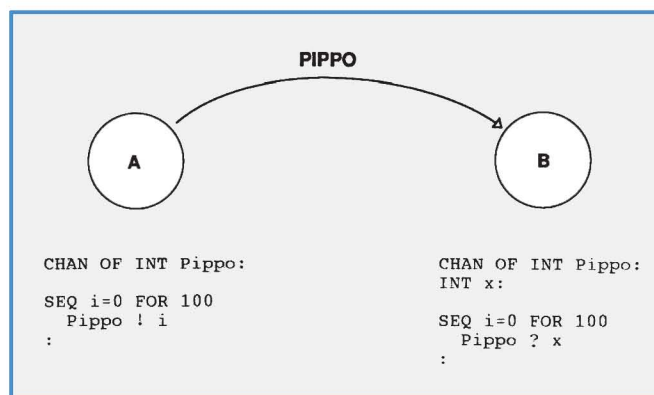 PIPPO
A
B
CHAN OF INT Pippo:
SEQ i=0 FOR 100
  Pippo ! i
:
CHAN OF INT Pippo:
INT x:
SEQ i=0 FOR 100
  Pippo ? x
: